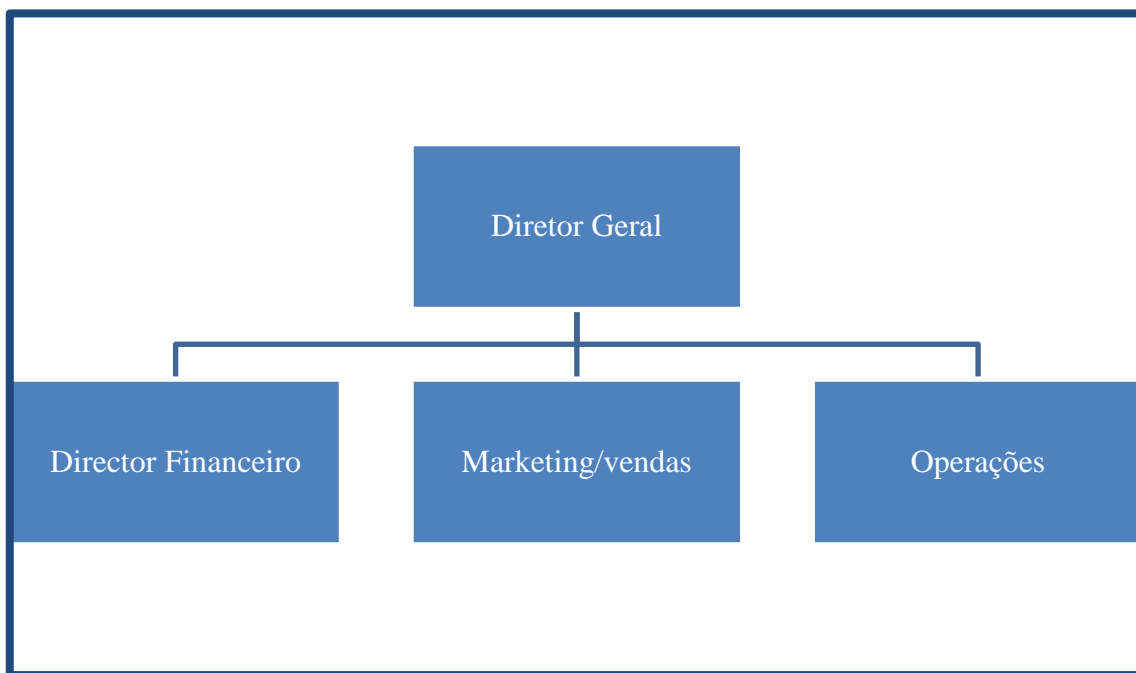 Diretor Geral
Director Financeiro
Marketing/vendas
Operações